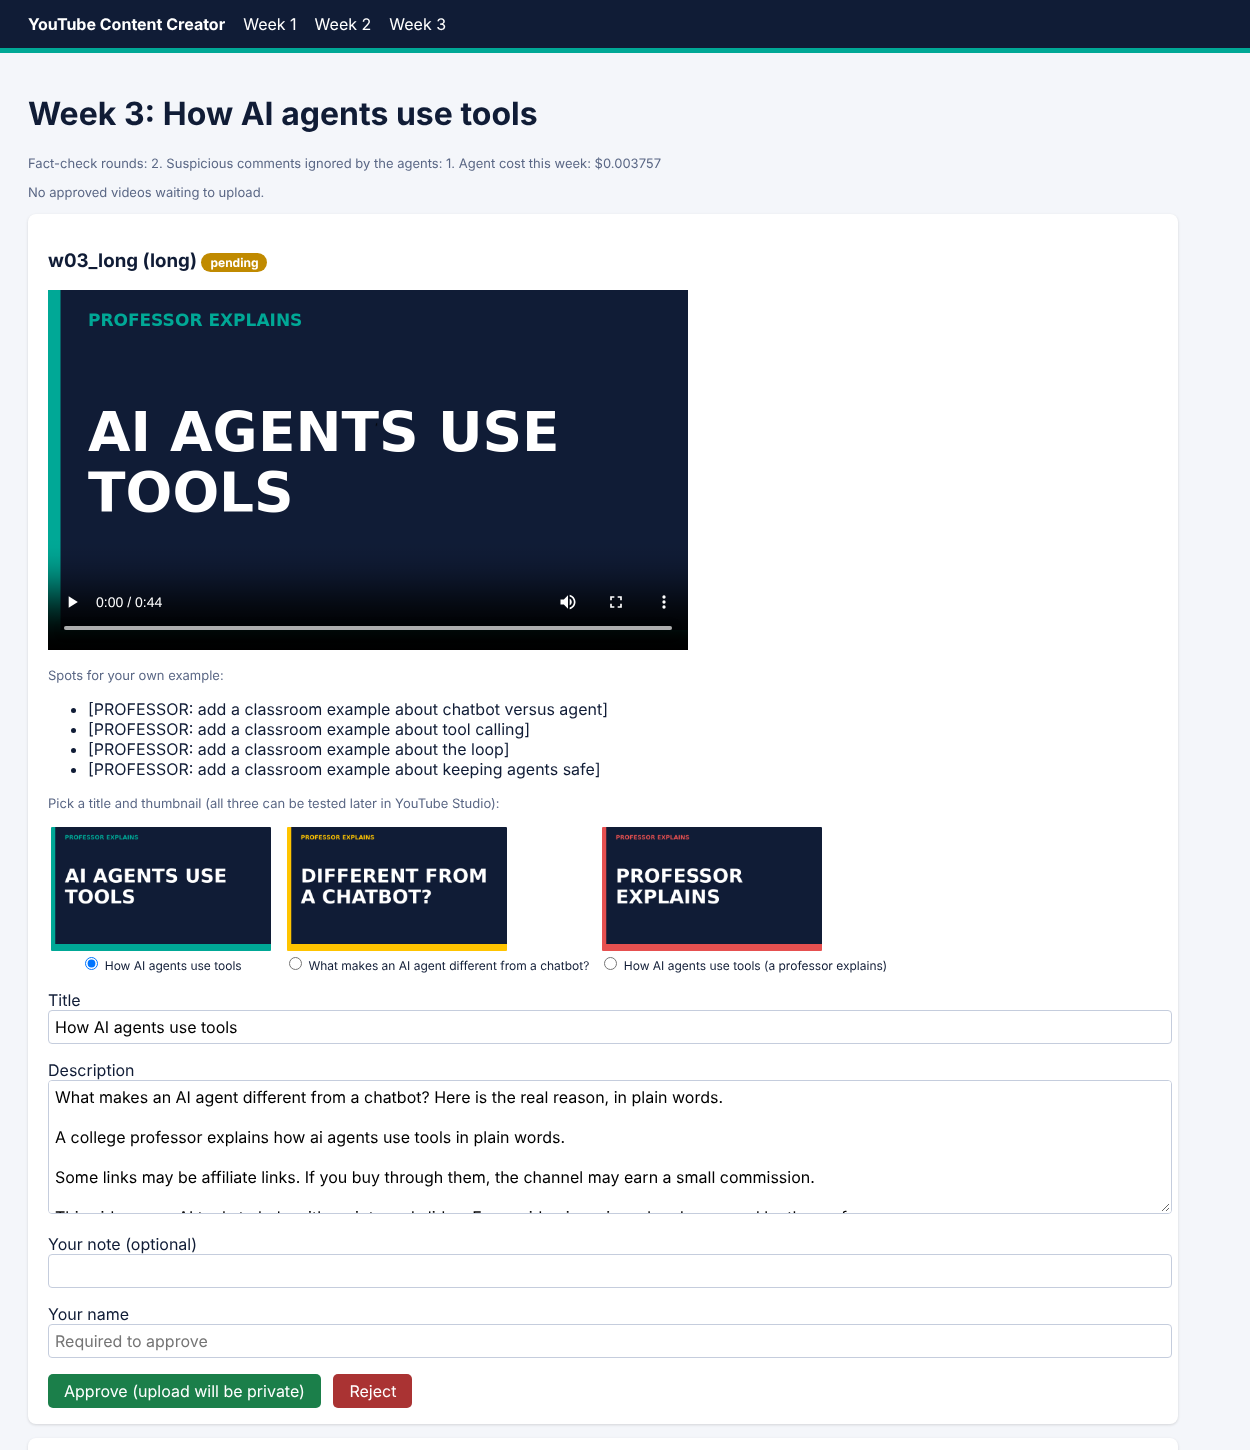 YouTube Content Creator Week 1 Week 2 Week 3
Week 3: How AI agents use tools
Fact-check rounds: 2. Suspicious comments ignored by the agents: 1. Agent cost this week: $0.003757
No approved videos waiting to upload.
w03_long (long) pending
PROFESSOR EXPLAINS
AI AGENTS USE
TOOLS
0:00 / 0:44
Spots for your own example:
[PROFESSOR: add a classroom example about chatbot versus agent]
[PROFESSOR: add a classroom example about tool calling]
[PROFESSOR: add a classroom example about the loop]
[PROFESSOR: add a classroom example about keeping agents safe]
Pick a title and thumbnail (all three can be tested later in YouTube Studio):
PROFESSOR EXPLAINS
AI AGENTS USE
TOOLS
How AI agents use tools
PROFESSOR EXPLAINS
DIFFERENT FROM
A CHATBOT?
What makes an AI agent different from a chatbot?
PROFESSOR EXPLAINS
PROFESSOR
EXPLAINS
How AI agents use tools (a professor explains)
Title
How AI agents use tools
Description
What makes an AI agent different from a chatbot? Here is the real reason, in plain words.
A college professor explains how ai agents use tools in plain words.
Some links may be affiliate links. If you buy through them, the channel may earn a small commission.
Your note (optional)
Your name
Required to approve
Approve (upload will be private) Reject